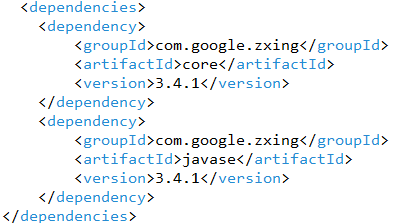 <dependencies>
<dependency>
<groupId>com.google.zxing</groupId>
<artifactId>core</artifactId>
<version>3.4.1</version>
</dependency>
<dependency>
<groupId>com.google.zxing</groupId>
<artifactId>javase</artifactId>
<version>3.4.1</version>
</dependency>
</dependencies>